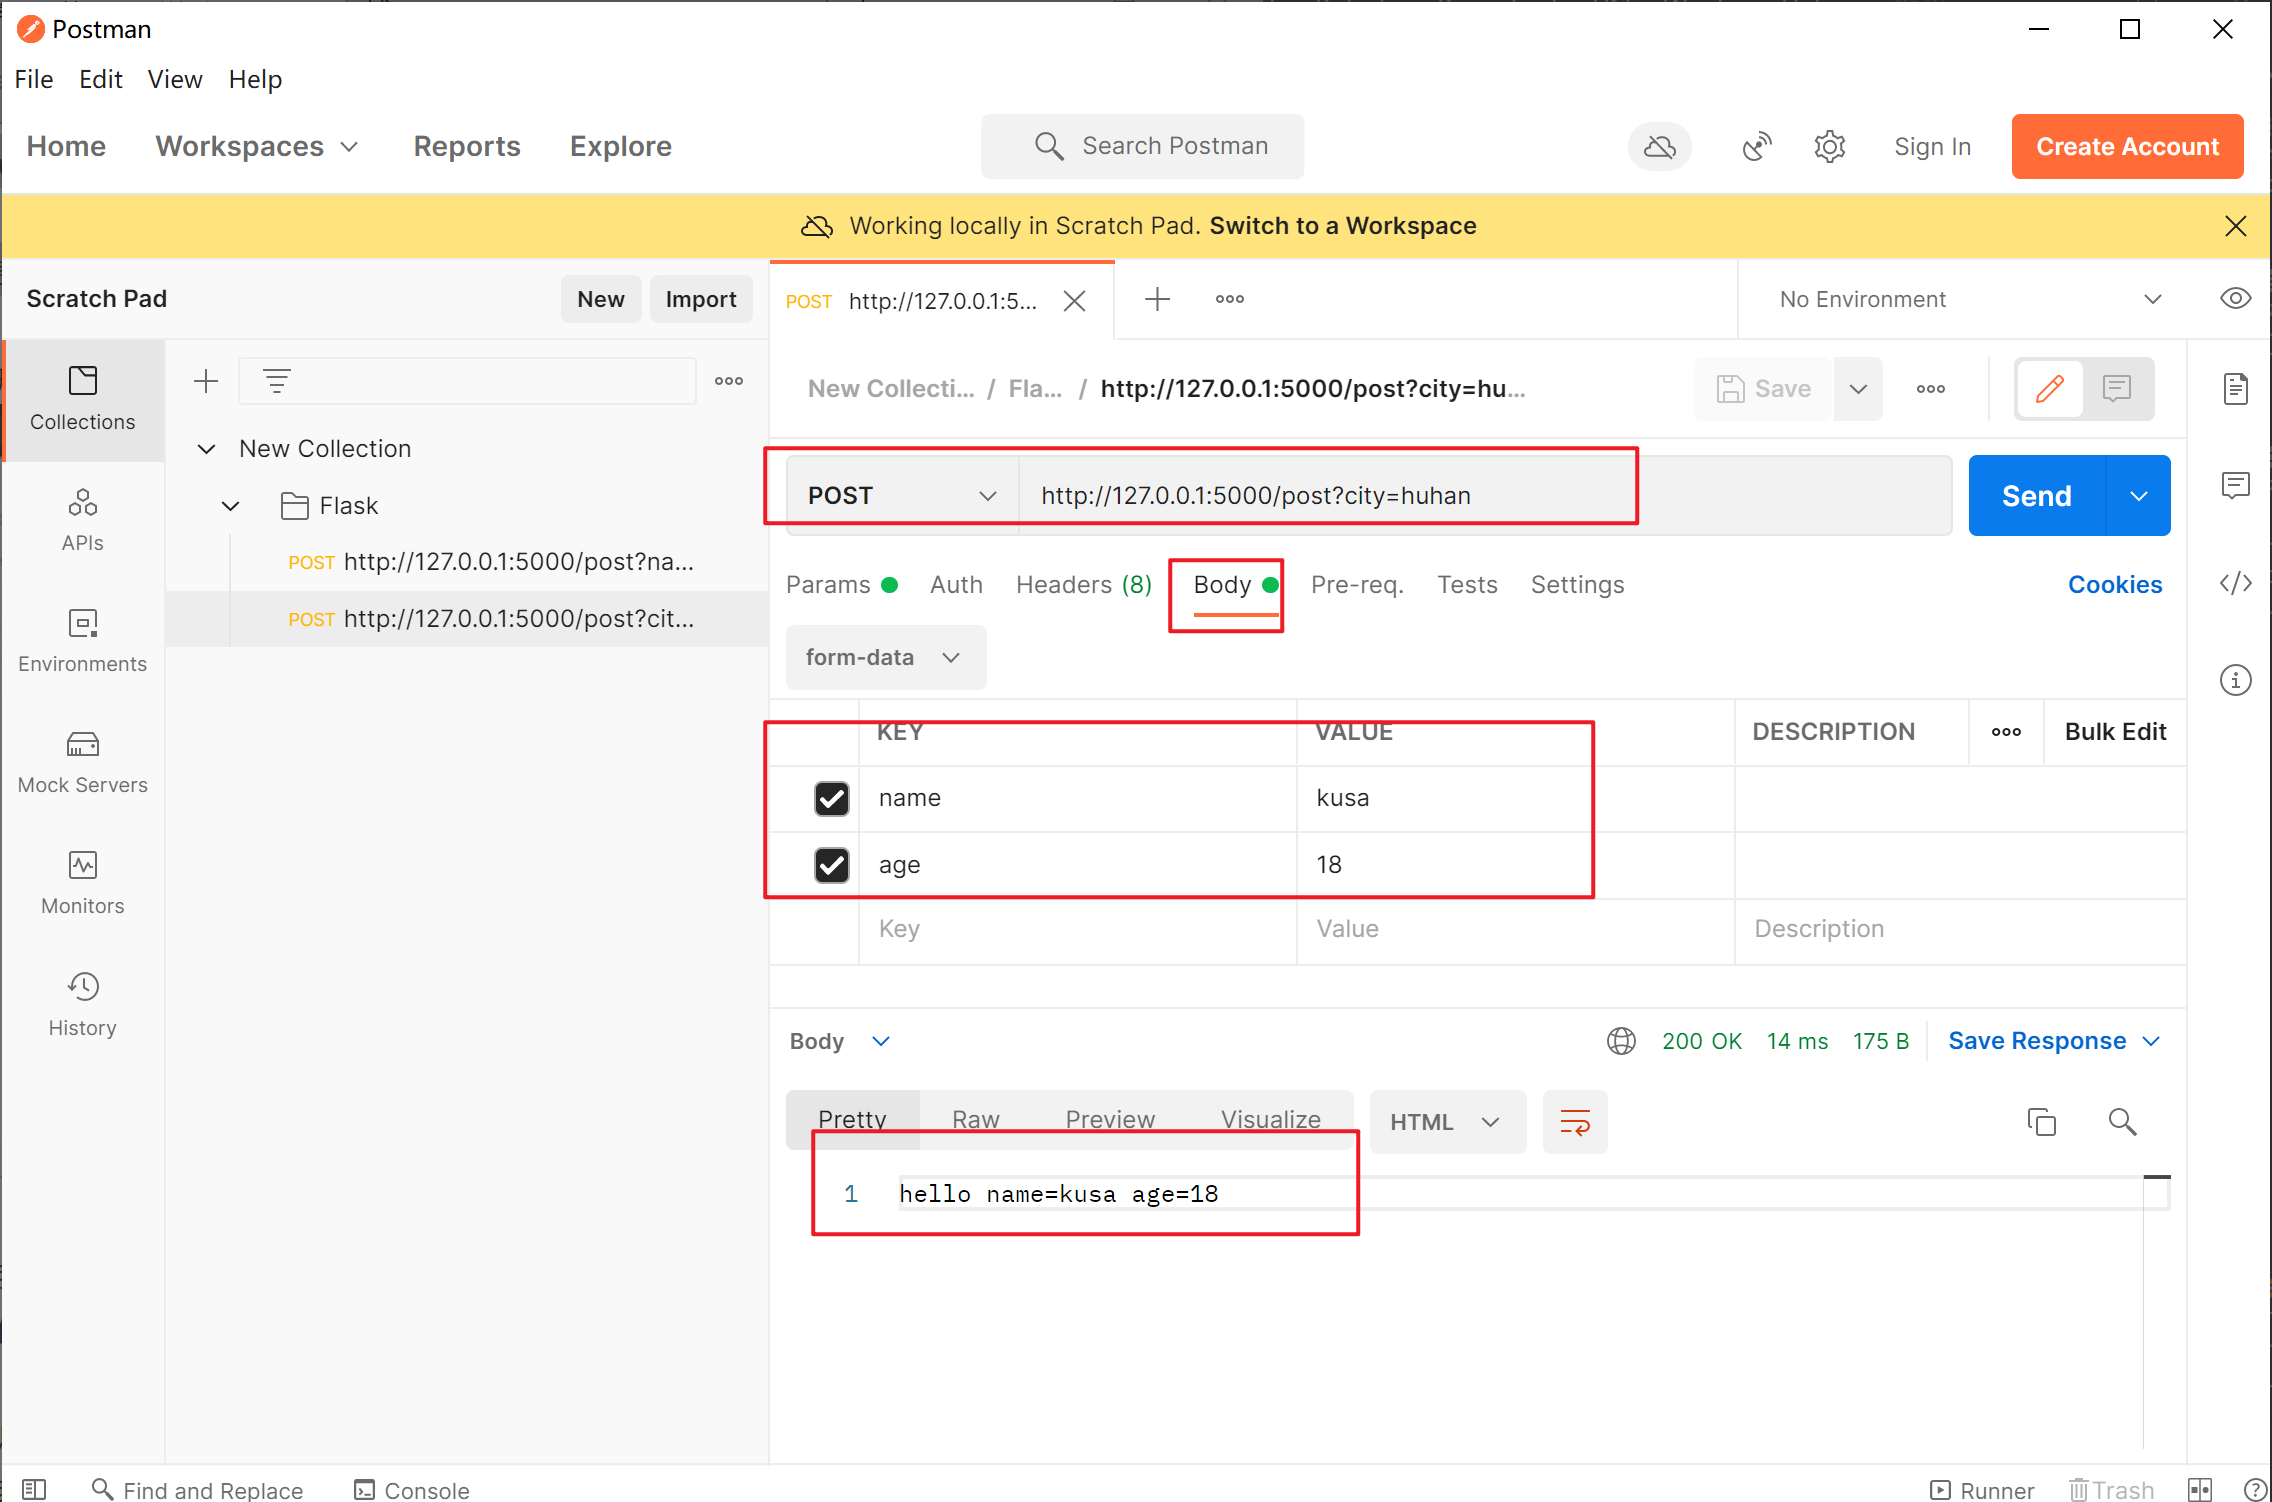 Postman
File Edit View Help
Home Workspaces Reports Explore Search Postman Sign In Create Account
Working locally in Scratch Pad. Switch to a Workspace
Scratch Pad New Import POST http://127.0.0.1:5... No Environment
New Collecti... / Fla... / http://127.0.0.1:5000/post?city=hu... Save
Collections
New Collection
POST http://127.0.0.1:5000/post?city=huhan Send
Flask
APIs
POST http://127.0.0.1:5000/post?na...
Params Auth Headers (8) Body Pre-req. Tests Settings Cookies
POST http://127.0.0.1:5000/post?cit...
Environments
form-data
KEY VALUE DESCRIPTION Bulk Edit
Mock Servers
name kusa
age 18
Monitors
Key Value Description
History
Body 200 OK 14 ms 175 B Save Response
Pretty Raw Preview Visualize HTML
1 hello name=kusa age=18
Find and Replace Console Runner Trash